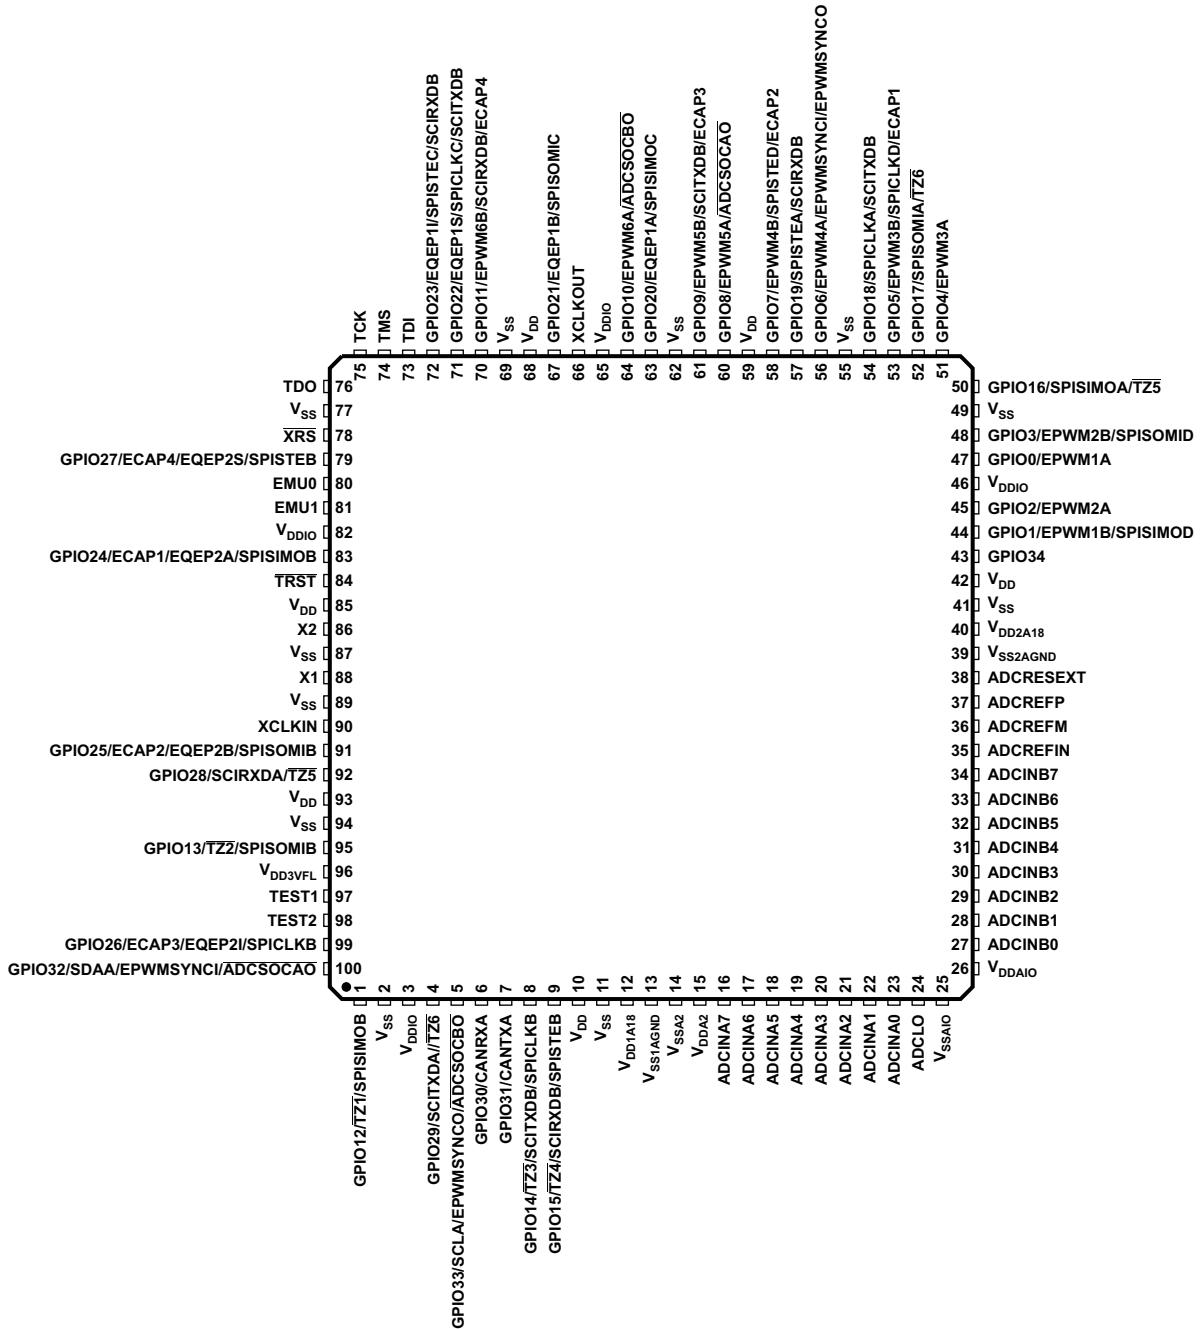 TCK
TMS
TDI
GPIO23/EQEP1I/SPISTEC/SCIRXDB
GPIO22/EQEP1S/SPICLKC/SCITXDB
GPIO11/EPWM6B/SCIRXDB/ECAP4
VSS
VDD
GPIO21/EQEP1B/SPISOMIC
XCLKOUT
VDDIO
GPIO10/EPWM6A/ADCSOCBO
GPIO20/EQEP1A/SPISIMOC
VSS
GPIO9/EPWM5B/SCITXDB/ECAP3
GPIO8/EPWM5A/ADCSOCAO
VDD
GPIO7/EPWM4B/SPISTED/ECAP2
GPIO19/SPISTEA/SCIRXDB
GPIO6/EPWM4A/EPWMSYNCI/EPWMSYNCO
VSS
GPIO18/SPICLKA/SCITXDB
GPIO5/EPWM3B/SPICLKD/ECAP1
GPIO17/SPISOMIA/TZ6
GPIO4/EPWM3A
75 74 73 72 71 70 69 68 67 66 65 64 63 62 61 60 59 58 57 56 55 54 53 52 51
TDO 76
VSS 77
XRS 78
GPIO27/ECAP4/EQEP2S/SPISTEB 79
EMU0 80
EMU1 81
VDDIO 82
GPIO24/ECAP1/EQEP2A/SPISIMOB 83
TRST 84
VDD 85
X2 86
VSS 87
X1 88
VSS 89
XCLKIN 90
GPIO25/ECAP2/EQEP2B/SPISOMIB 91
GPIO28/SCIRXDA/TZ5 92
VDD 93
VSS 94
GPIO13/TZ2/SPISOMIB 95
VDD3VFL 96
TEST1 97
TEST2 98
GPIO26/ECAP3/EQEP2I/SPICLKB 99
GPIO32/SDAA/EPWMSYNCI/ADCSOCAO 100
50 GPIO16/SPISIMOA/TZ5
49 VSS
48 GPIO3/EPWM2B/SPISOMID
47 GPIO0/EPWM1A
46 VDDIO
45 GPIO2/EPWM2A
44 GPIO1/EPWM1B/SPISIMOD
43 GPIO34
42 VDD
41 VSS
40 VDD2A18
39 VSS2AGND
38 ADCRESEXT
37 ADCREFP
36 ADCREFM
35 ADCREFIN
34 ADCINB7
33 ADCINB6
32 ADCINB5
31 ADCINB4
30 ADCINB3
29 ADCINB2
28 ADCINB1
27 ADCINB0
26 VDDAIO
1 2 3 4 5 6 7 8 9 10 11 12 13 14 15 16 17 18 19 20 21 22 23 24 25
GPIO12/TZ1/SPISIMOB
VSS
VDDIO
GPIO29/SCITXDA//TZ6
GPIO33/SCLA/EPWMSYNCO/ADCSOCBO
GPIO30/CANRXA
GPIO31/CANTXA
GPIO14/TZ3/SCITXDB/SPICLKB
GPIO15/TZ4/SCIRXDB/SPISTEB
VDD
VSS
VDD1A18
VSS1AGND
VSSA2
VDDA2
ADCINA7
ADCINA6
ADCINA5
ADCINA4
ADCINA3
ADCINA2
ADCINA1
ADCINA0
ADCLO
VSSAIO